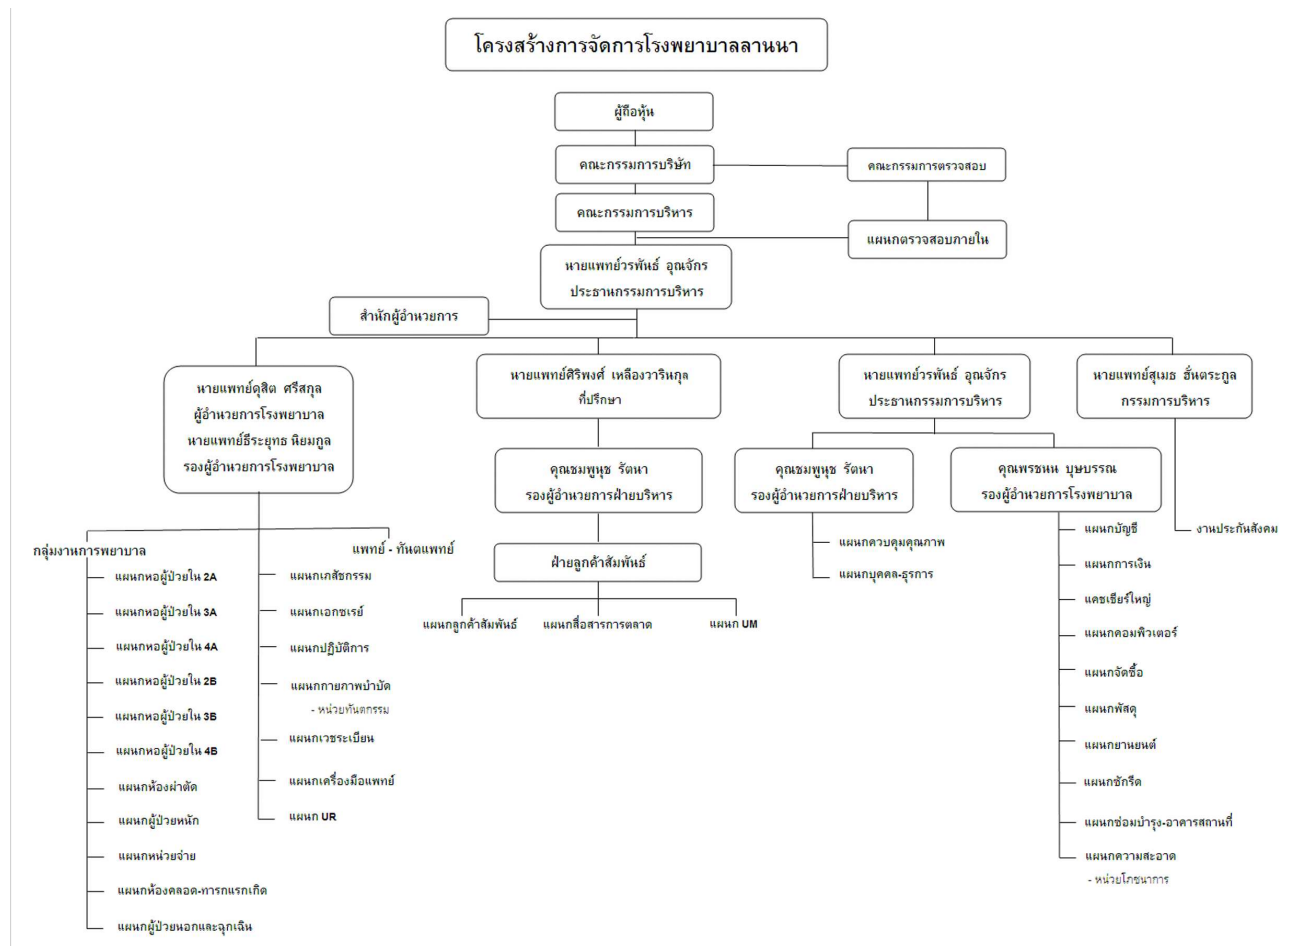 โครงสร้างการจัดการโรงพยาบาลลานนา
ผู้ถือหุ้น
คณะกรรมการบริษัท
คณะกรรมการตรวจสอบ
คณะกรรมการบริหาร
แผนกตรวจสอบภายใน
นายแพทย์วรพันธ์ อุณจักร
ประธานกรรมการบริหาร
สำนักผู้อำนวยการ
นายแพทย์ดุสิต ศรีสกุล
ผู้อำนวยการโรงพยาบาล
นายแพทย์ธีระยุทธ นิยมกูล
รองผู้อำนวยการโรงพยาบาล
นายแพทย์ศิริพงศ์ เหลืองวารินกุล
ที่ปรึกษา
นายแพทย์วรพันธ์ อุณจักร
ประธานกรรมการบริหาร
นายแพทย์สุเมธ ฮั่นตระกูล
กรรมการบริหาร
คุณชมพูนุช รัตนา
รองผู้อำนวยการฝ่ายบริหาร
คุณชมพูนุช รัตนา
รองผู้อำนวยการฝ่ายบริหาร
คุณพรชนน บุษบรรณ
รองผู้อำนวยการโรงพยาบาล
กลุ่มงานการพยาบาล
แผนกหอผู้ป่วยใน 2A
แผนกหอผู้ป่วยใน 3A
แผนกหอผู้ป่วยใน 4A
แผนกหอผู้ป่วยใน 2B
แผนกหอผู้ป่วยใน 3B
แผนกหอผู้ป่วยใน 4B
แผนกห้องผ่าตัด
แผนกผู้ป่วยหนัก
แผนกหน่วยจ่าย
แผนกห้องคลอด-ทารกแรกเกิด
แผนกผู้ป่วยนอกและฉุกเฉิน
แพทย์ - ทันตแพทย์
แผนกเภสัชกรรม
แผนกเอกซเรย์
แผนกปฏิบัติการ
แผนกกายภาพบำบัด
- หน่วยทันตกรรม
แผนกเวชระเบียน
แผนกเครื่องมือแพทย์
แผนก UR
ฝ่ายลูกค้าสัมพันธ์
แผนกลูกค้าสัมพันธ์
แผนกสื่อสารการตลาด
แผนก UM
แผนกควบคุมคุณภาพ
แผนกบุคคล-ธุรการ
แผนกบัญชี
แผนกการเงิน
แคชเชียร์ใหญ่
แผนกคอมพิวเตอร์
แผนกจัดซื้อ
แผนกพัสดุ
แผนกยานยนต์
แผนกซักรีด
แผนกซ่อมบำรุง-อาคารสถานที่
แผนกความสะอาด
- หน่วยโภชนาการ
งานประกันสังคม